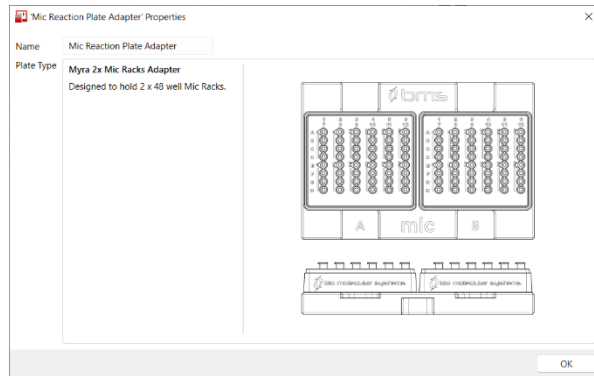 'Mic Reaction Plate Adapter' Properties
Name
Mic Reaction Plate Adapter
Plate Type
Myra 2x Mic Racks Adapter
Designed to hold 2 x 48 well Mic Racks.
bms
A
mic
B
bio molecular systems
bio molecular systems
OK